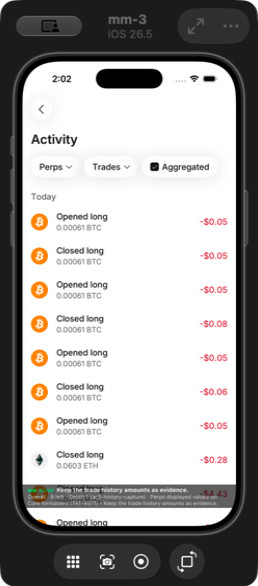 mm-3
iOS 26.5
2:02
Activity
Perps
Trades
Aggregated
Today
Opened long
-$0.05
0.00061 BTC
Closed long
-$0.05
0.00061 BTC
Opened long
-$0.05
0.00061 BTC
Closed long
-$0.08
0.00061 BTC
Opened long
-$0.05
0.00061 BTC
Closed long
-$0.06
0.00061 BTC
Opened long
-$0.05
0.00061 BTC
Closed long
-$0.28
0.0603 ETH
Keep the trade history amounts as evidence.
Opened long